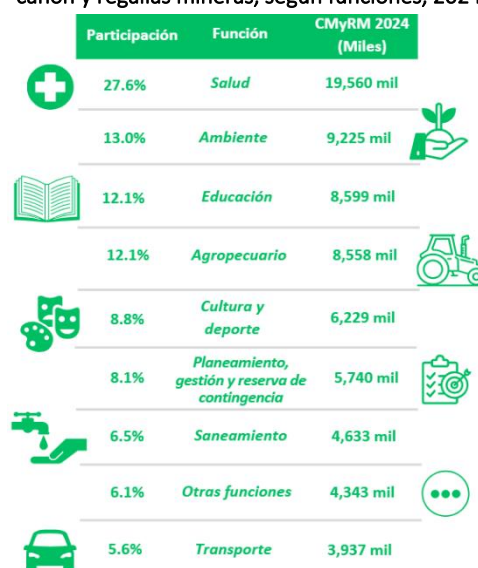 canon y regalías mineras, según funciones, 202
Participación Función CMyRM 2024
(Miles)
27.6% Salud 19,560 mil
13.0% Ambiente 9,225 mil
12.1% Educación 8,599 mil
12.1% Agropecuario 8,558 mil
8.8% Cultura y
deporte 6,229 mil
8.1% Planeamiento,
gestión y reserva de
contingencia 5,740 mil
6.5% Saneamiento 4,633 mil
6.1% Otras funciones 4,343 mil
5.6% Transporte 3,937 mil